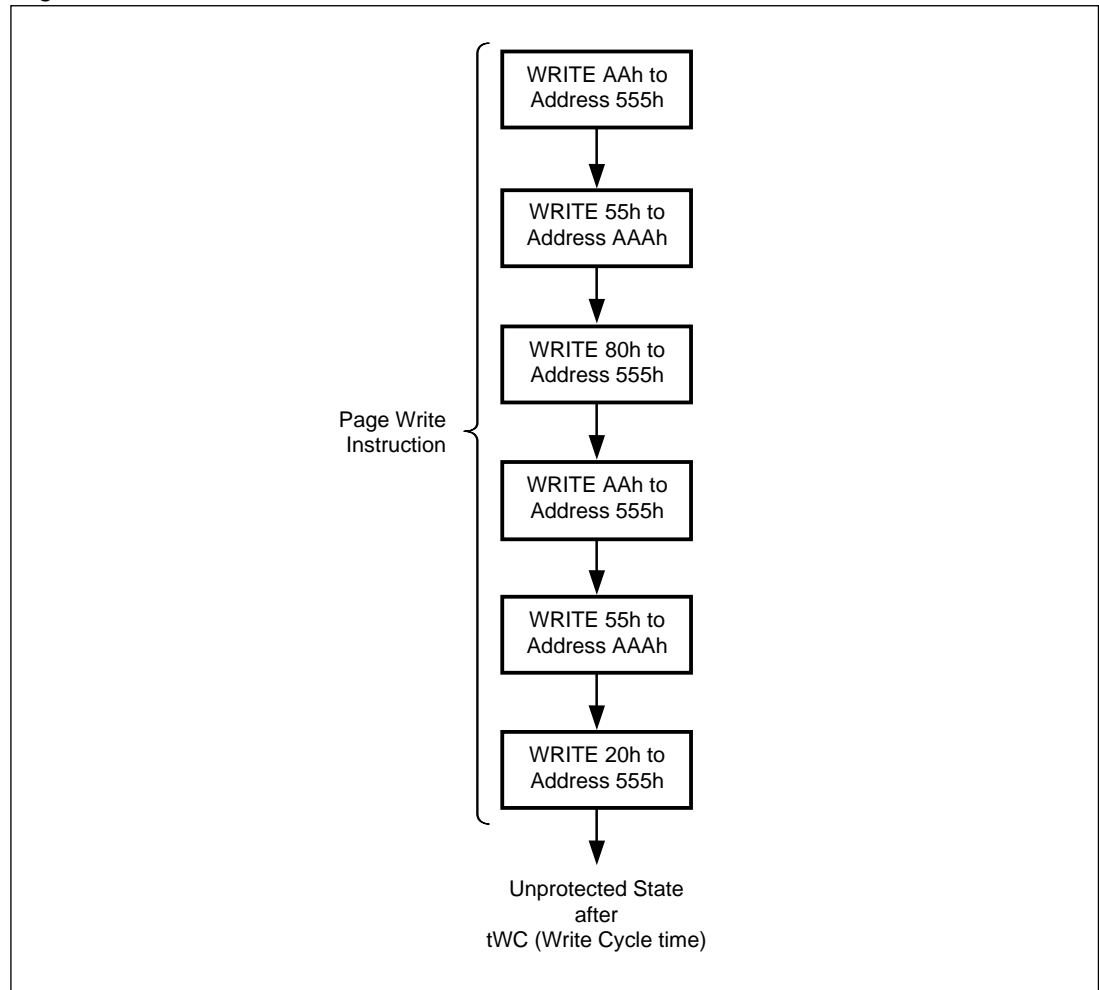 WRITE AAh to
Address 555h
WRITE 55h to
Address AAAh
WRITE 80h to
Address 555h
Page Write
Instruction
WRITE AAh to
Address 555h
WRITE 55h to
Address AAAh
WRITE 20h to
Address 555h
Unprotected State
after
tWC (Write Cycle time)